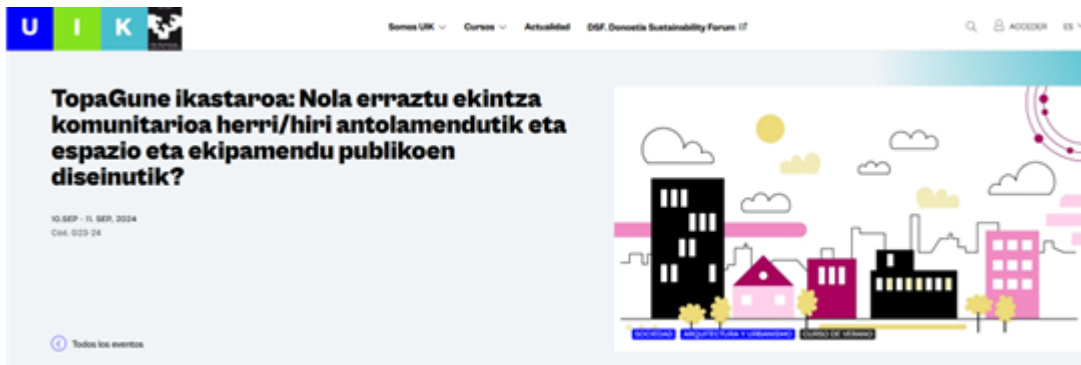 UIK
Somos UIK Cursos Actualidad DSF. Donostia Sustainability Forum
ACCEDER ES
TopaGune ikastaroa: Nola erraztu ekintza
komunitarioa herri/hiri antolamendutik eta
espazio eta ekipamendu publikoen
diseinutik?
10.SEP - 11. SEP, 2024
Cód. O23-24
SOCIEDAD ARQUITECTURA Y URBANISMO CURSO DE VERANO
Todos los eventos